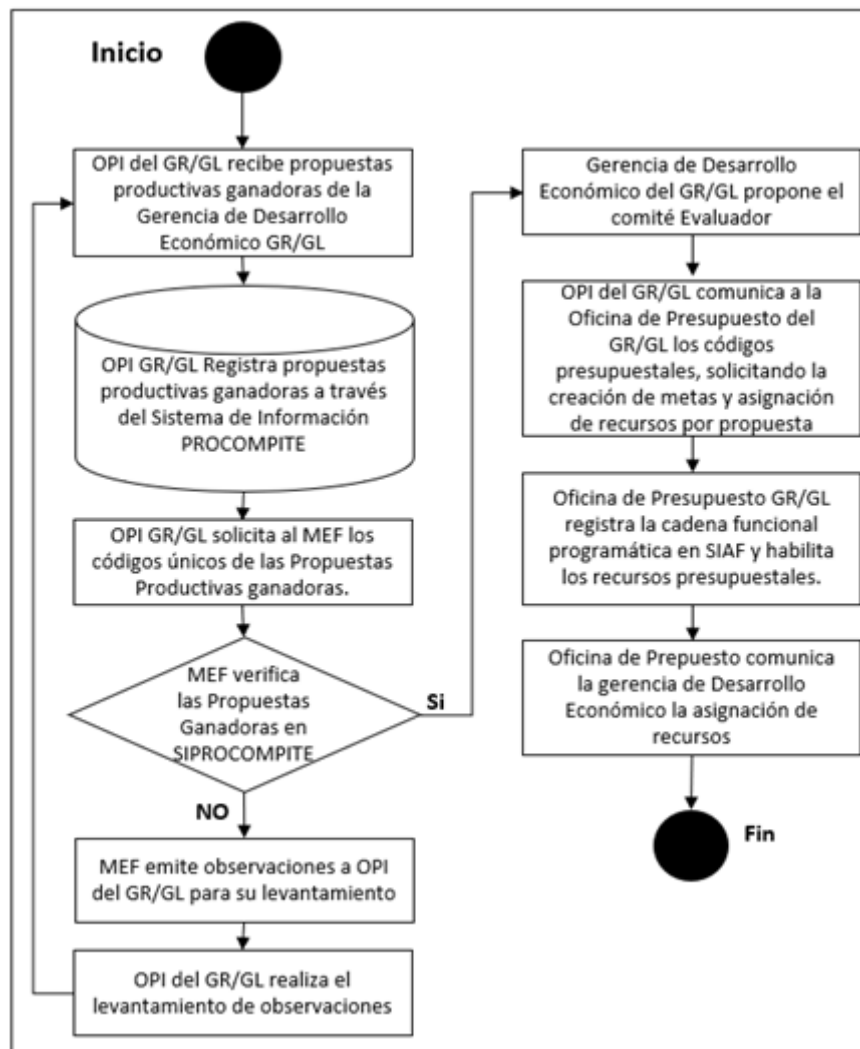 Inicio
OPI del GR/GL recibe propuestas
productivas ganadoras de la
Gerencia de Desarrollo
Económico GR/GL
OPI GR/GL Registra propuestas
productivas ganadoras a través
del Sistema de Información
PROCOMPITE
OPI GR/GL solicita al MEF los
códigos únicos de las Propuestas
Productivas ganadoras.
MEF verifica
las Propuestas
Ganadoras en
SIPROCOMPITE
Si
NO
MEF emite observaciones a OPI
del GR/GL para su levantamiento
OPI del GR/GL realiza el
levantamiento de observaciones
Gerencia de Desarrollo
Económico del GR/GL propone el
comité Evaluador
OPI del GR/GL comunica a la
Oficina de Presupuesto del
GR/GL los códigos
presupuestales, solicitando la
creación de metas y asignación
de recursos por propuesta
Oficina de Presupuesto GR/GL
registra la cadena funcional
programática en SIAF y habilita
los recursos presupuestales.
Oficina de Prepuesto comunica
la gerencia de Desarrollo
Económico la asignación de
recursos
Fin